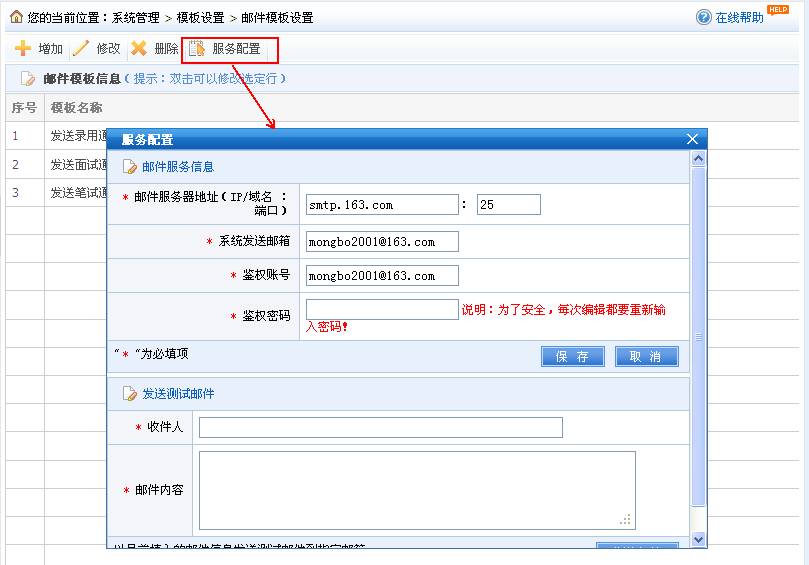 您的当前位置：系统管理 > 模板设置 > 邮件模板设置
在线帮助 HELP
增加 修改 删除 服务配置
邮件模板信息（提示：双击可以修改选定行）
序号 模板名称
1 发送录用通
2 发送面试通
3 发送笔试通
服务配置
邮件服务信息
* 邮件服务器地址(IP/域名 ：
端口)
smtp.163.com : 25
* 系统发送邮箱 mongbo2001@163.com
* 鉴权账号 mongbo2001@163.com
* 鉴权密码 说明：为了安全，每次编辑都要重新输
入密码!
“*”为必填项 保 存 取 消
发送测试邮件
* 收件人
* 邮件内容